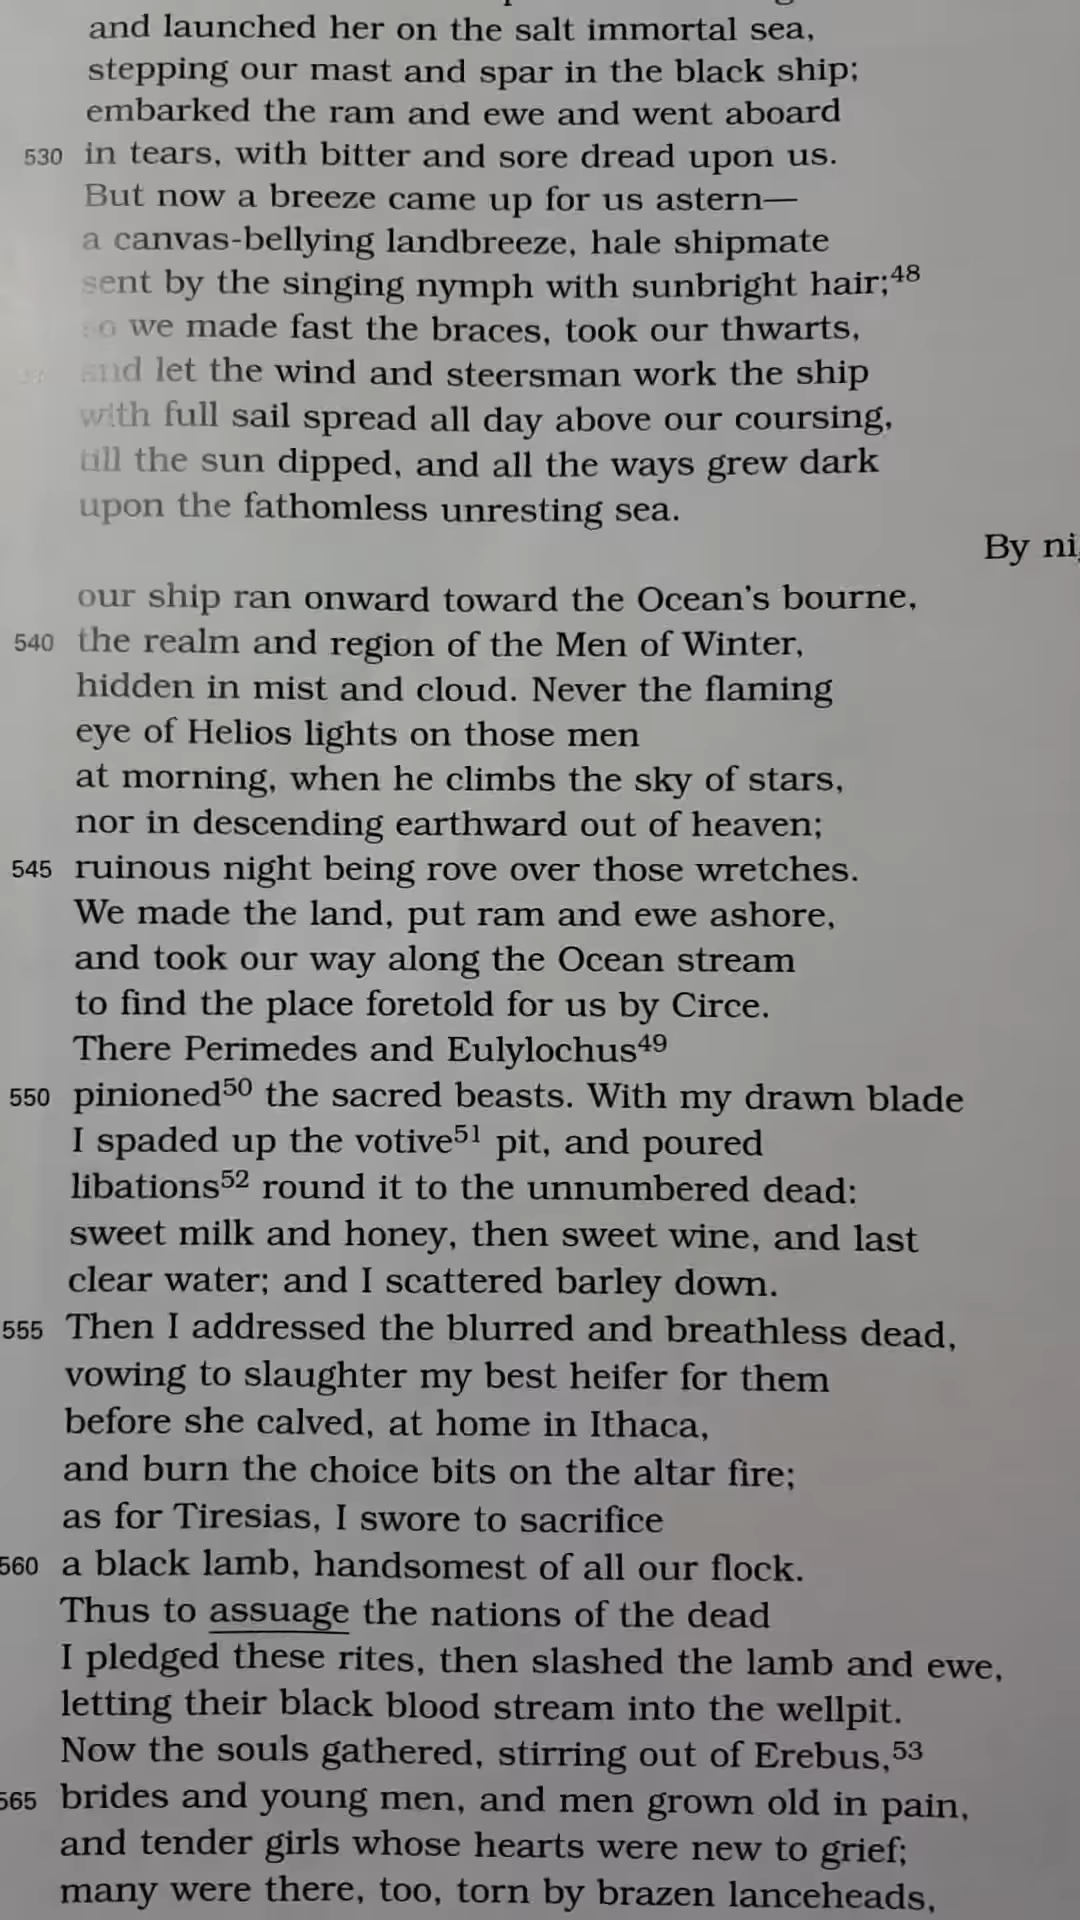 and launched her on the salt immortal sea,
stepping our mast and spar in the black ship;
embarked the ram and ewe and went aboard
530 in tears, with bitter and sore dread upon us.
But now a breeze came up for us astern—
a canvas-bellying landbreeze, hale shipmate
sent by the singing nymph with sunbright hair;48
so we made fast the braces, took our thwarts,
and let the wind and steersman work the ship
with full sail spread all day above our coursing,
till the sun dipped, and all the ways grew dark
upon the fathomless unresting sea.
By
our ship ran onward toward the Ocean's bourne,
540 the realm and region of the Men of Winter,
hidden in mist and cloud. Never the flaming
eye of Helios lights on those men
at morning, when he climbs the sky of stars,
nor in descending earthward out of heaven;
545 ruinous night being rove over those wretches.
We made the land, put ram and ewe ashore,
and took our way along the Ocean stream
to find the place foretold for us by Circe.
There Perimedes and Eulylochus49
550 pinioned50 the sacred beasts. With my drawn blade
I spaded up the votive51 pit, and poured
libations52 round it to the unnumbered dead:
sweet milk and honey, then sweet wine, and last
clear water; and I scattered barley down.
555 Then I addressed the blurred and breathless dead,
vowing to slaughter my best heifer for them
before she calved, at home in Ithaca,
and burn the choice bits on the altar fire;
as for Tiresias, I swore to sacrifice
560 a black lamb, handsomest of all our flock.
Thus to assuage the nations of the dead
I pledged these rites, then slashed the lamb and ewe,
letting their black blood stream into the wellpit.
Now the souls gathered, stirring out of Erebus,53
565 brides and young men, and men grown old in pain,
and tender girls whose hearts were new to grief;
many were there, too, torn by brazen lanceheads,